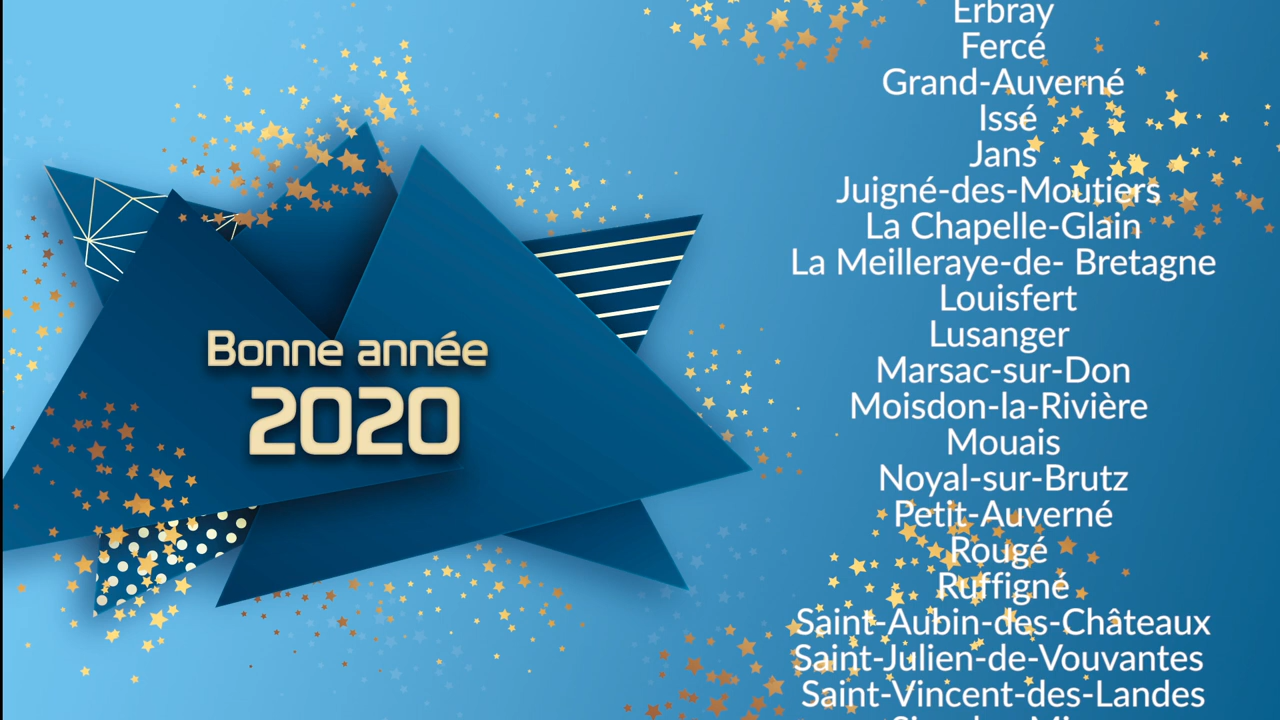 Bonne année
2020
Erbray
Fercé
Grand-Auverné
Issé
Jans
Juigné-des-Moutiers
La Chapelle-Glain
La Meilleraye-de- Bretagne
Louisfert
Lusanger
Marsac-sur-Don
Moisdon-la-Rivière
Mouais
Noyal-sur-Brutz
Petit-Auverné
Rougé
Ruffigné
Saint-Aubin-des-Châteaux
Saint-Julien-de-Vouvantes
Saint-Vincent-des-Landes